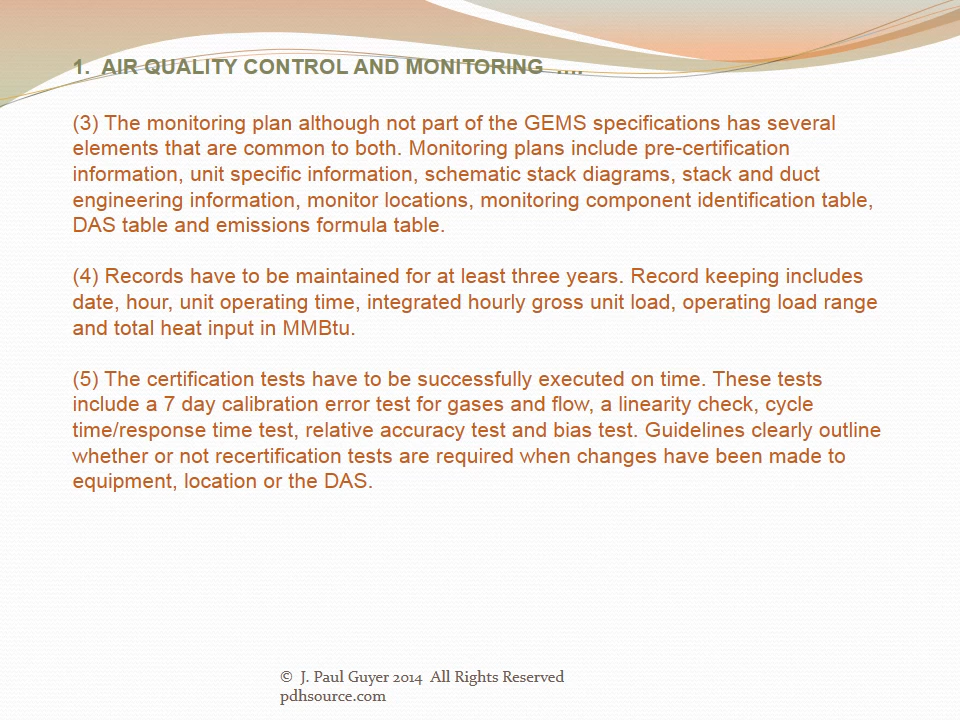 1.  AIR QUALITY CONTROL AND MONITORING  ….
(3) The monitoring plan although not part of the GEMS specifications has several
elements that are common to both. Monitoring plans include pre-certification
information, unit specific information, schematic stack diagrams, stack and duct
engineering information, monitor locations, monitoring component identification table,
DAS table and emissions formula table.
(4) Records have to be maintained for at least three years. Record keeping includes
date, hour, unit operating time, integrated hourly gross unit load, operating load range
and total heat input in MMBtu.
(5) The certification tests have to be successfully executed on time. These tests
include a 7 day calibration error test for gases and flow, a linearity check, cycle
time/response time test, relative accuracy test and bias test. Guidelines clearly outline
whether or not recertification tests are required when changes have been made to
equipment, location or the DAS.
©  J. Paul Guyer 2014  All Rights Reserved
pdhsource.com